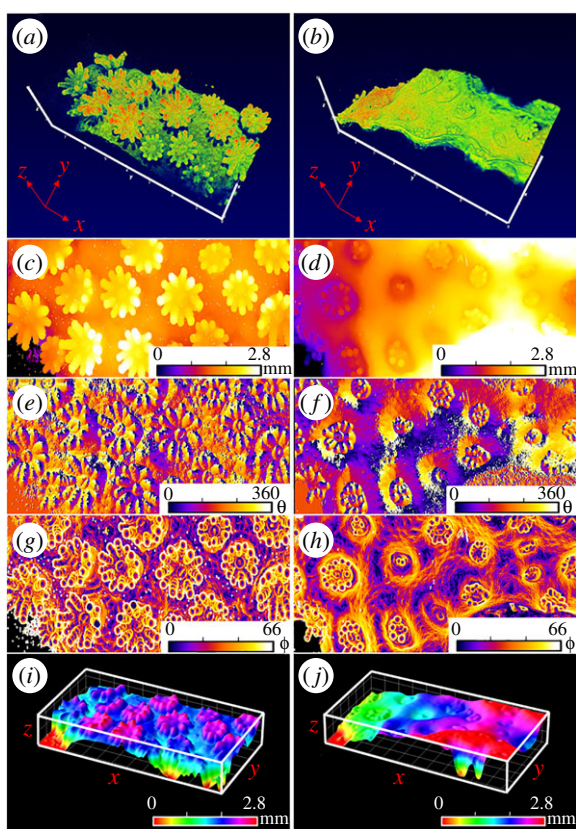 (a)
z
y
x
(b)
z
y
x
(c)
0 2.8
mm
(d)
0 2.8
mm
(e)
0 360
θ
(f)
0 360
θ
(g)
0 66
ϕ
(h)
0 66
ϕ
(i)
z
x
y
0 2.8
mm
(j)
z
x
y
0 2.8
mm